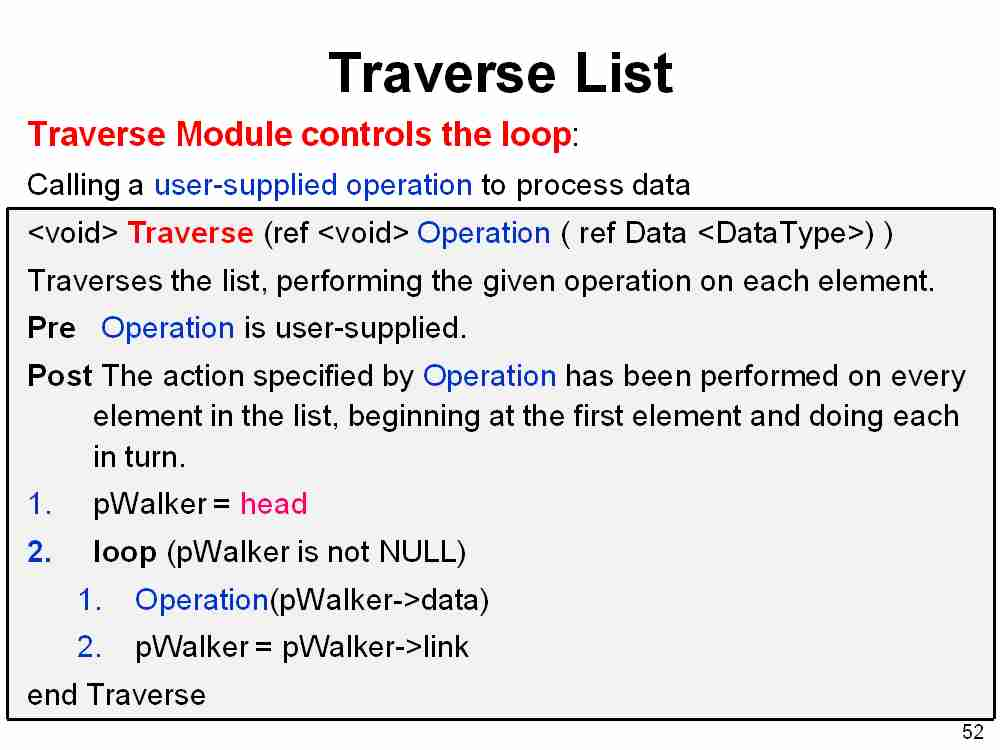 Traverse List
Traverse Module controls the loop:
Calling a user-supplied operation to process data
<void> Traverse (ref <void> Operation ( ref Data <DataType>) )
Traverses the list, performing the given operation on each element.
Pre Operation is user-supplied.
Post The action specified by Operation has been performed on every
element in the list, beginning at the first element and doing each
in turn.
1. pWalker = head
2. loop (pWalker is not NULL)
1. Operation(pWalker->data)
2. pWalker = pWalker->link
end Traverse
52